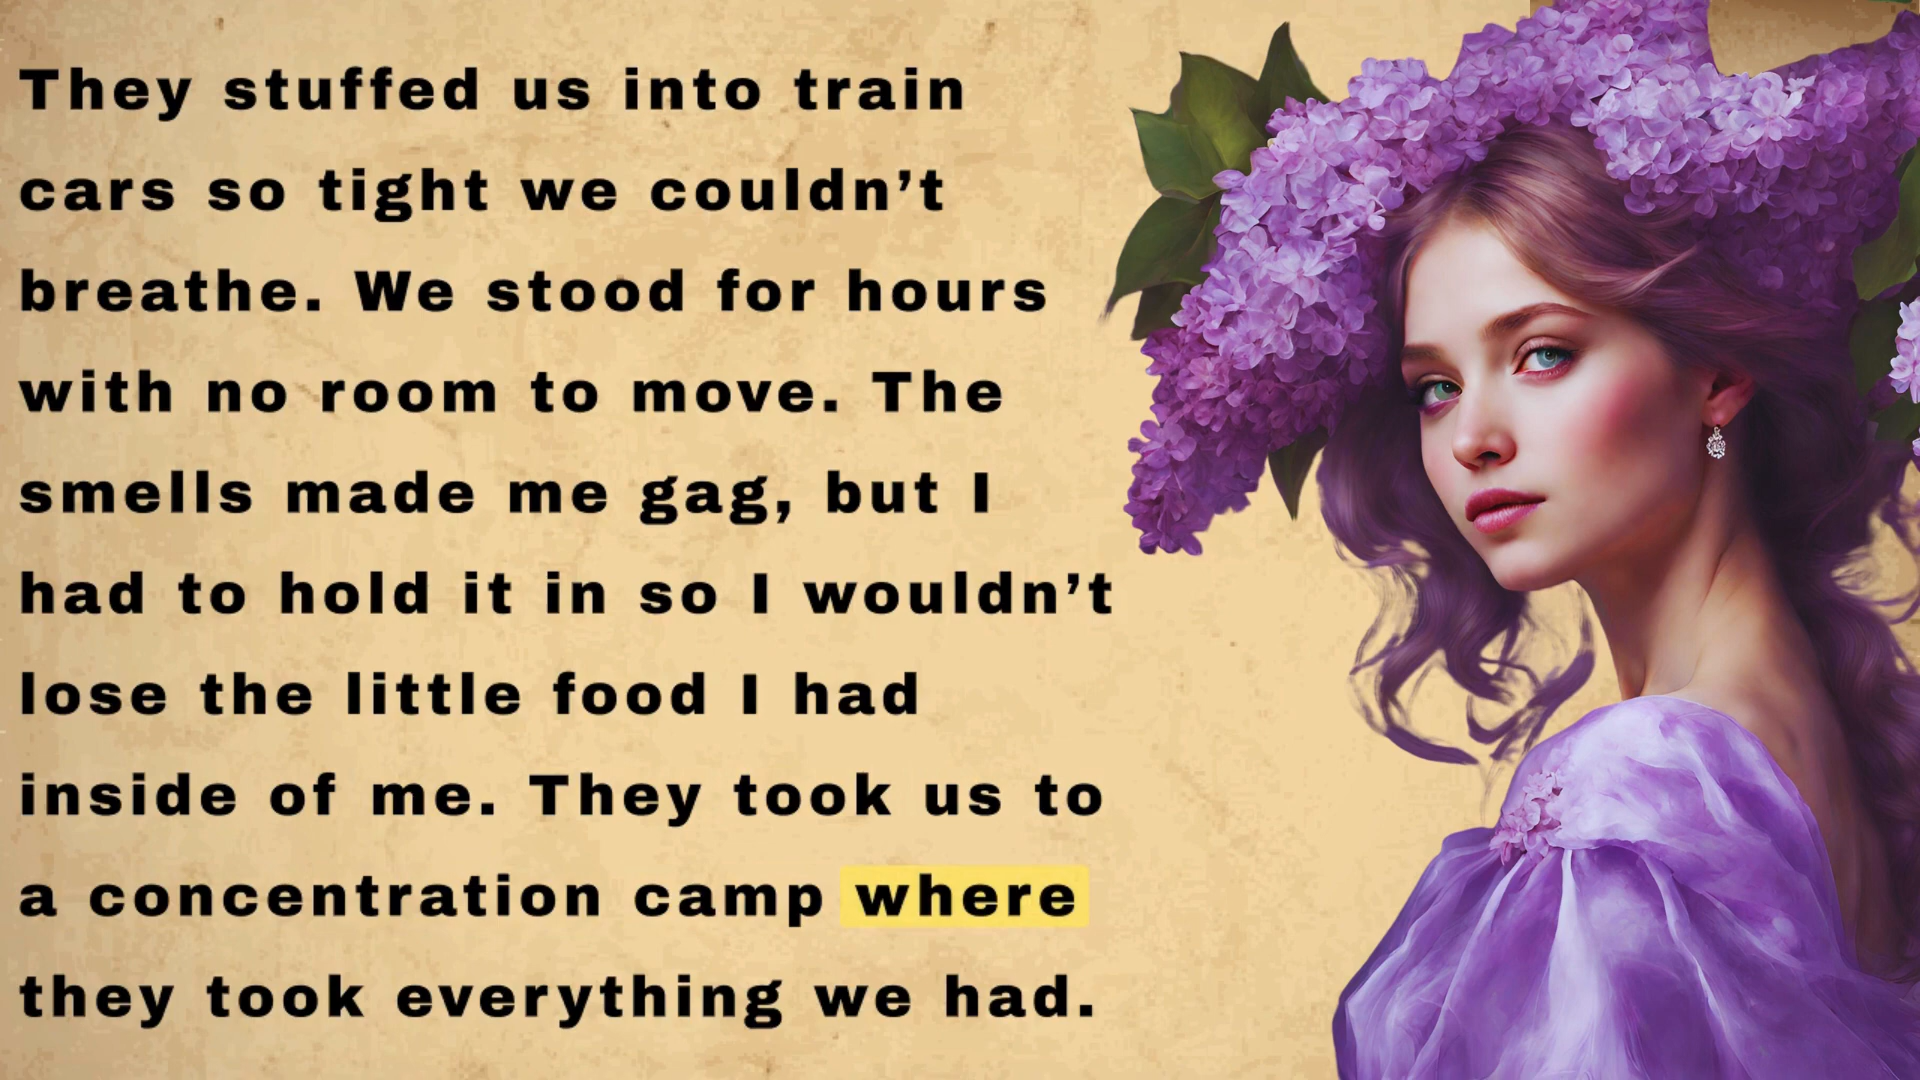 They stuffed us into train
cars so tight we couldn’t
breathe. We stood for hours
with no room to move. The
smells made me gag, but I
had to hold it in so I wouldn’t
lose the little food I had
inside of me. They took us to
a concentration camp where
they took everything we had.